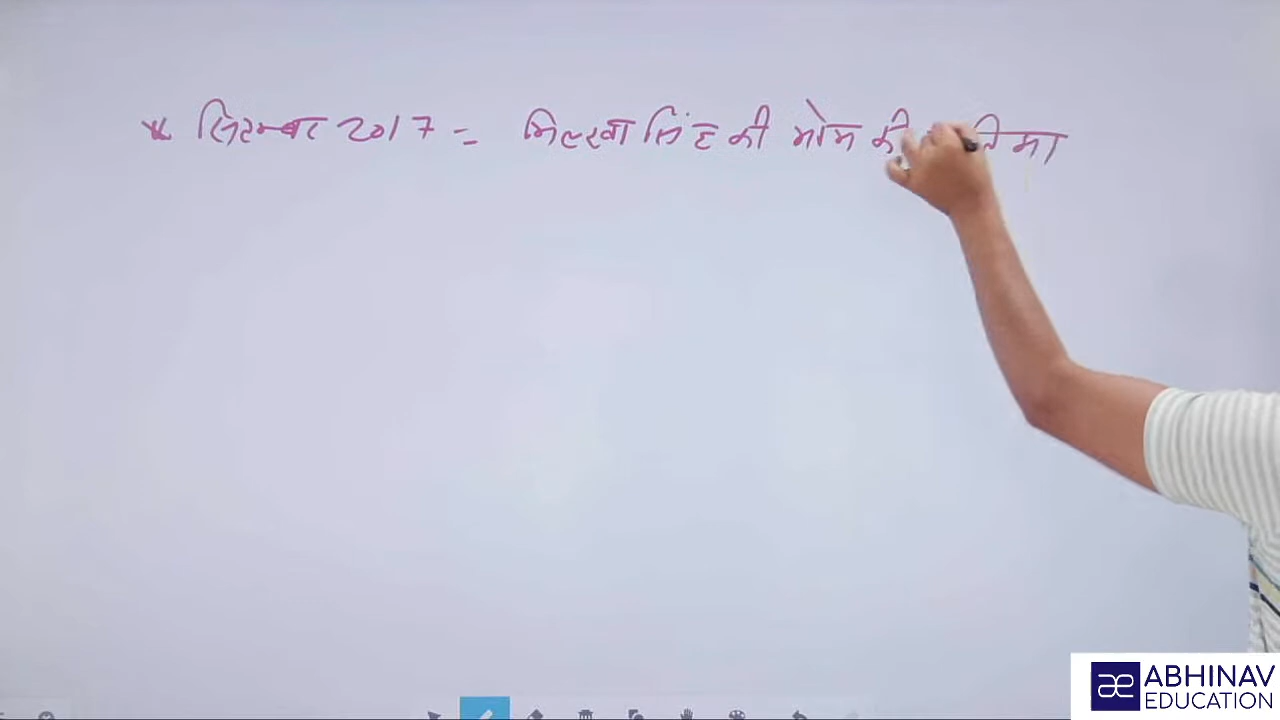 * सितम्बर 2017 = मिल्खा सिंह की मोम की
ABHINAV
EDUCATION